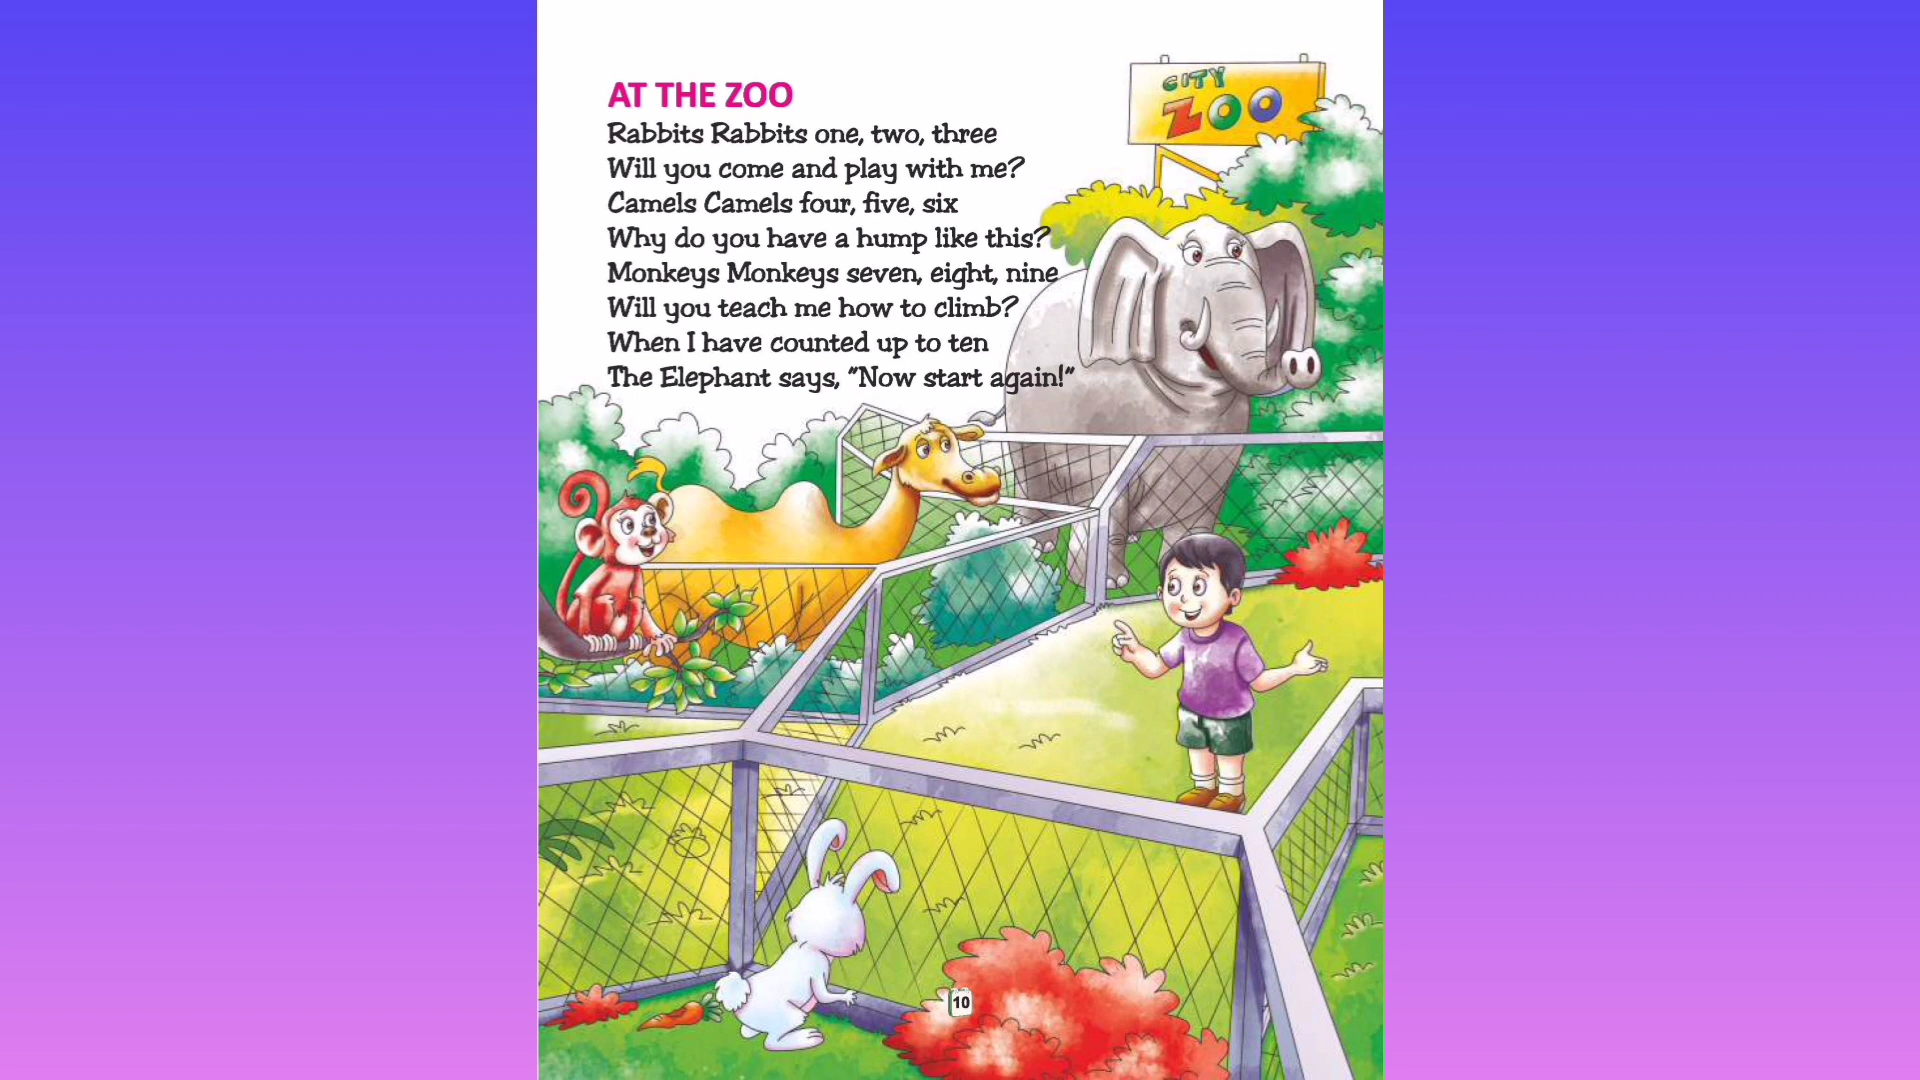 AT THE ZOO
Rabbits Rabbits one, two, three
Will you come and play with me?
Camels Camels four, five, six
Why do you have a hump like this?
Monkeys Monkeys seven, eight, nine
Will you teach me how to climb?
When I have counted up to ten
The Elephant says, “Now start again!”
CITY
ZOO
10